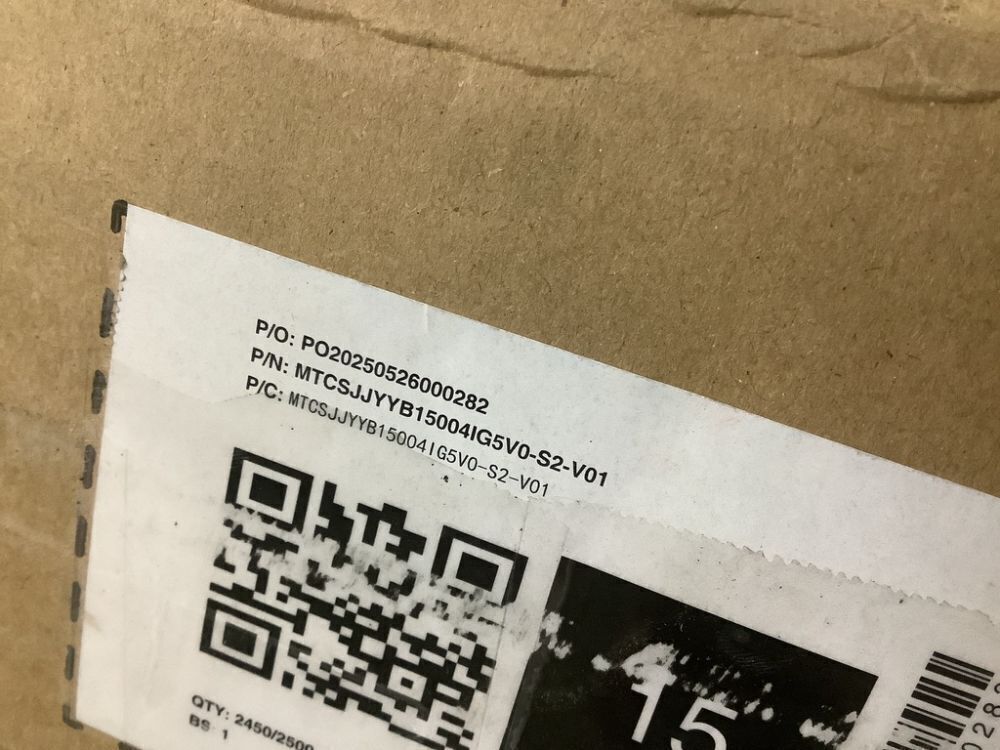 P/O: PO20250526000282
P/N: MTCSJJYYB15004IG5V0-S2-V01
P/C: MTCSJJYYB15004IG5V0-S2-V01
QTY: 2450/2500
BS: 1
15